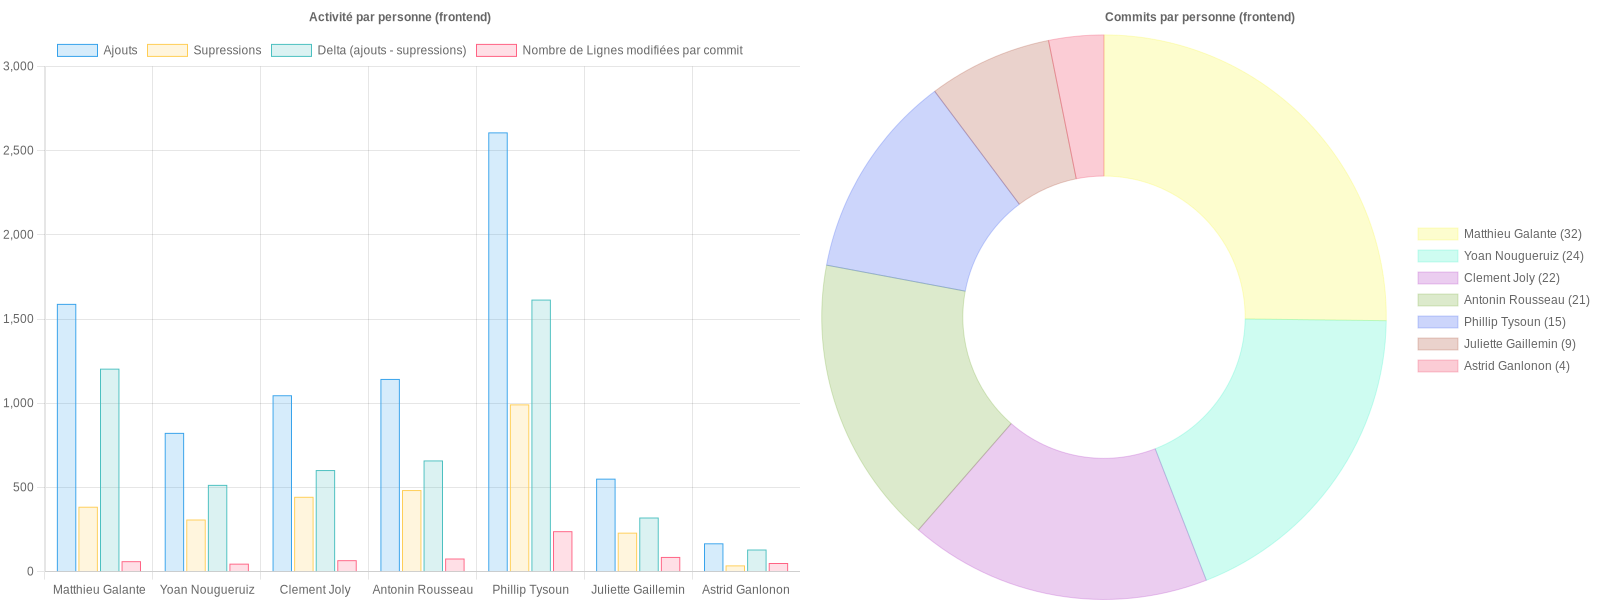 Activité par personne (frontend)
Ajouts
Supressions
Delta (ajouts - supressions)
Nombre de Lignes modifiées par commit
3,000
2,500
2,000
1,500
1,000
500
0
Matthieu Galante
Yoan Nougueruiz
Clement Joly
Antonin Rousseau
Phillip Tysoun
Juliette Gaillemin
Astrid Ganlonon
Commits par personne (frontend)
Matthieu Galante (32)
Yoan Nougueruiz (24)
Clement Joly (22)
Antonin Rousseau (21)
Phillip Tysoun (15)
Juliette Gaillemin (9)
Astrid Ganlonon (4)